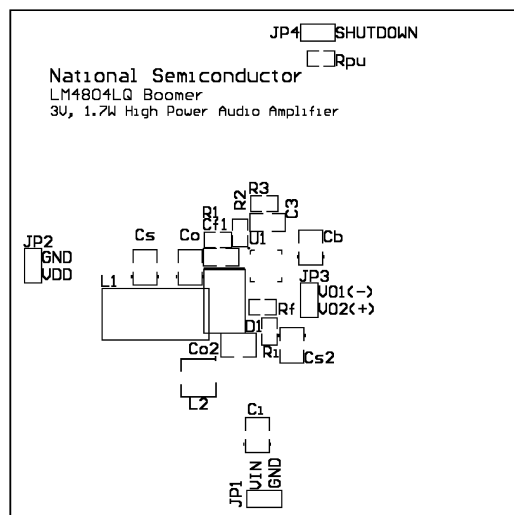 JP4 SHUTDOWN
Rpu
National Semiconductor
LM4804LQ Boomer
3V, 1.7W High Power Audio Amplifier
R3
R2
C3
R1
Cf1
U1
Cb
JP2
GND
VDD
Cs
Co
L1
JP3
VO1(-)
VO2(+)
Rf
D1
Co2
Ri
Cs2
L2
Ci
VIN
GND
JP1